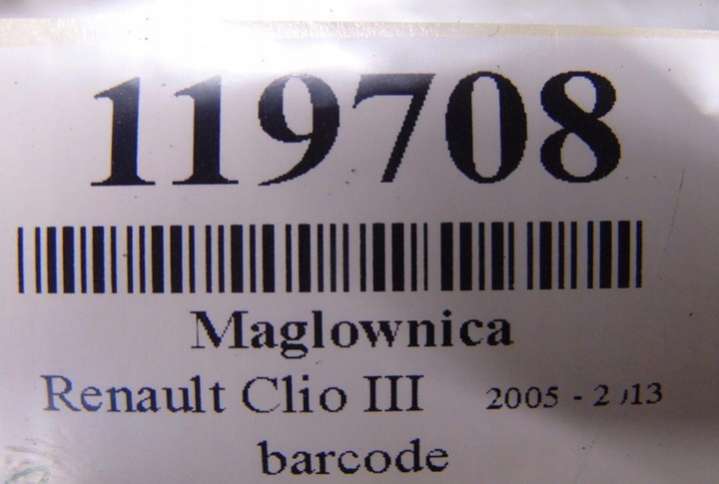 119708
Maglownica
Renault Clio III 2005 - 2013
barcode